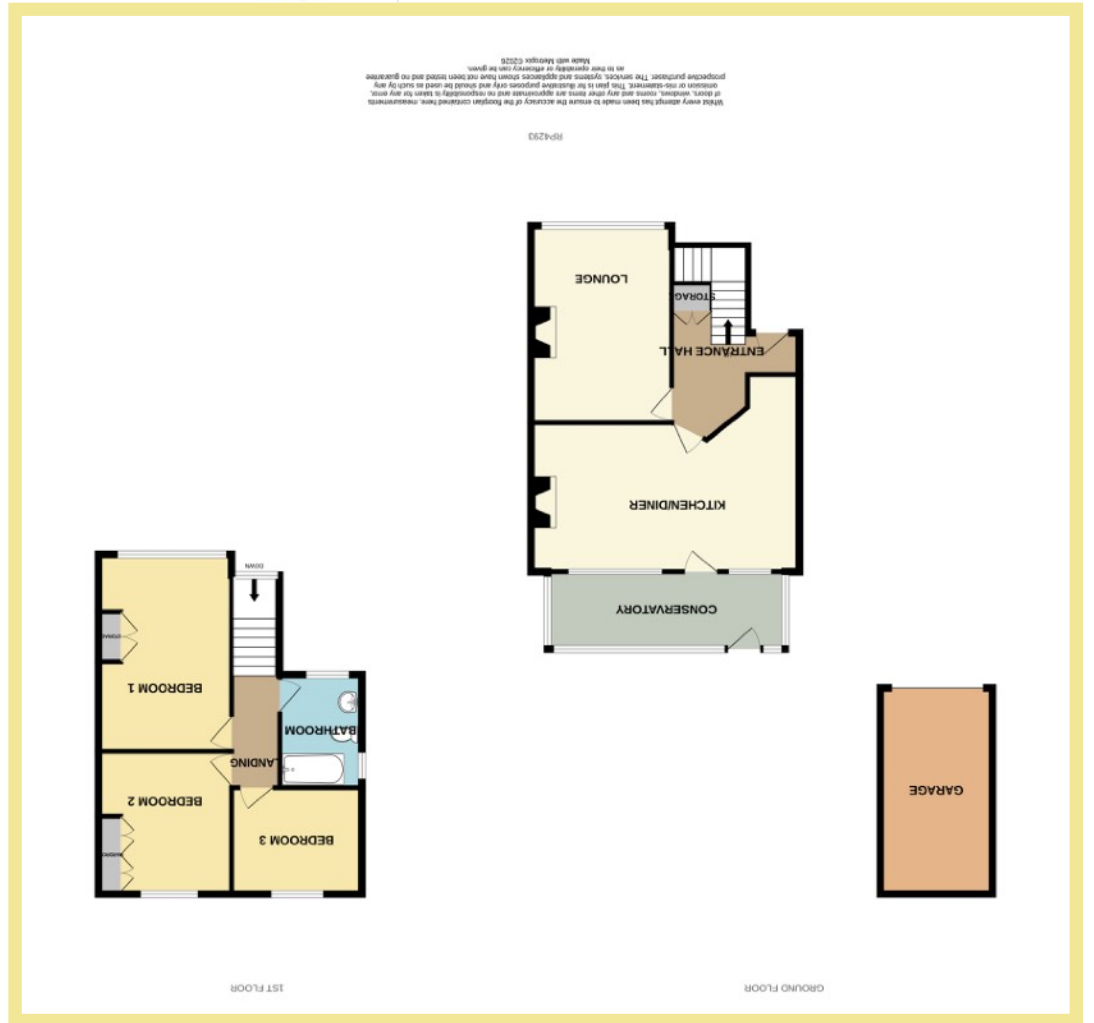 GROUND FLOOR
1ST FLOOR
GARAGE
CONSERVATORY
KITCHEN/DINER
ENTRANCE HALL
STORAGE
LOUNGE
BEDROOM 3
BEDROOM 2
LANDING
BATHROOM
BEDROOM 1
DOWN
RP4293
Whilst every attempt has been made to ensure the accuracy of the floorplan contained here, measurements
of doors, windows, rooms and any other items are approximate and no responsibility is taken for any error,
omission or mis-statement. This plan is for illustrative purposes only and should be used as such by any
prospective purchaser. The services, systems and appliances shown have not been tested and no guarantee
as to their operability or efficiency can be given.
Made with Metropix ©2026